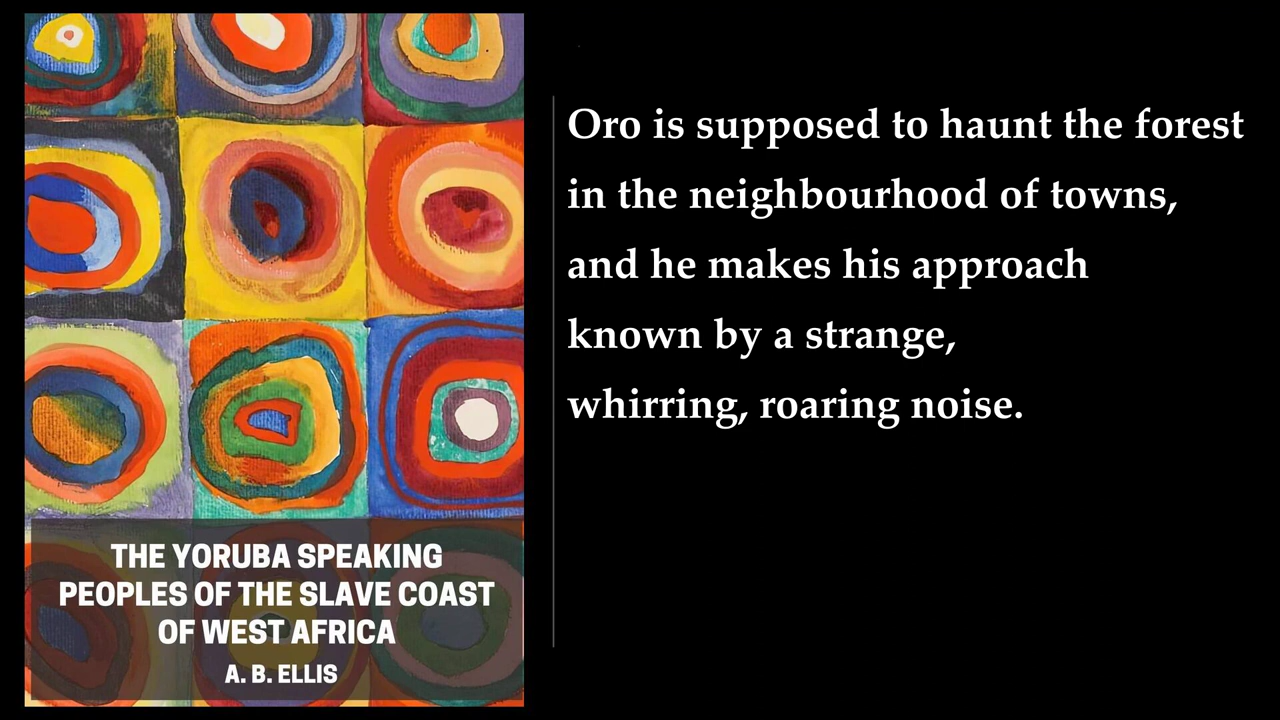 THE YORUBA SPEAKING
PEOPLES OF THE SLAVE COAST
OF WEST AFRICA
A. B. ELLIS
Oro is supposed to haunt the forest
in the neighbourhood of towns,
and he makes his approach
known by a strange,
whirring, roaring noise.